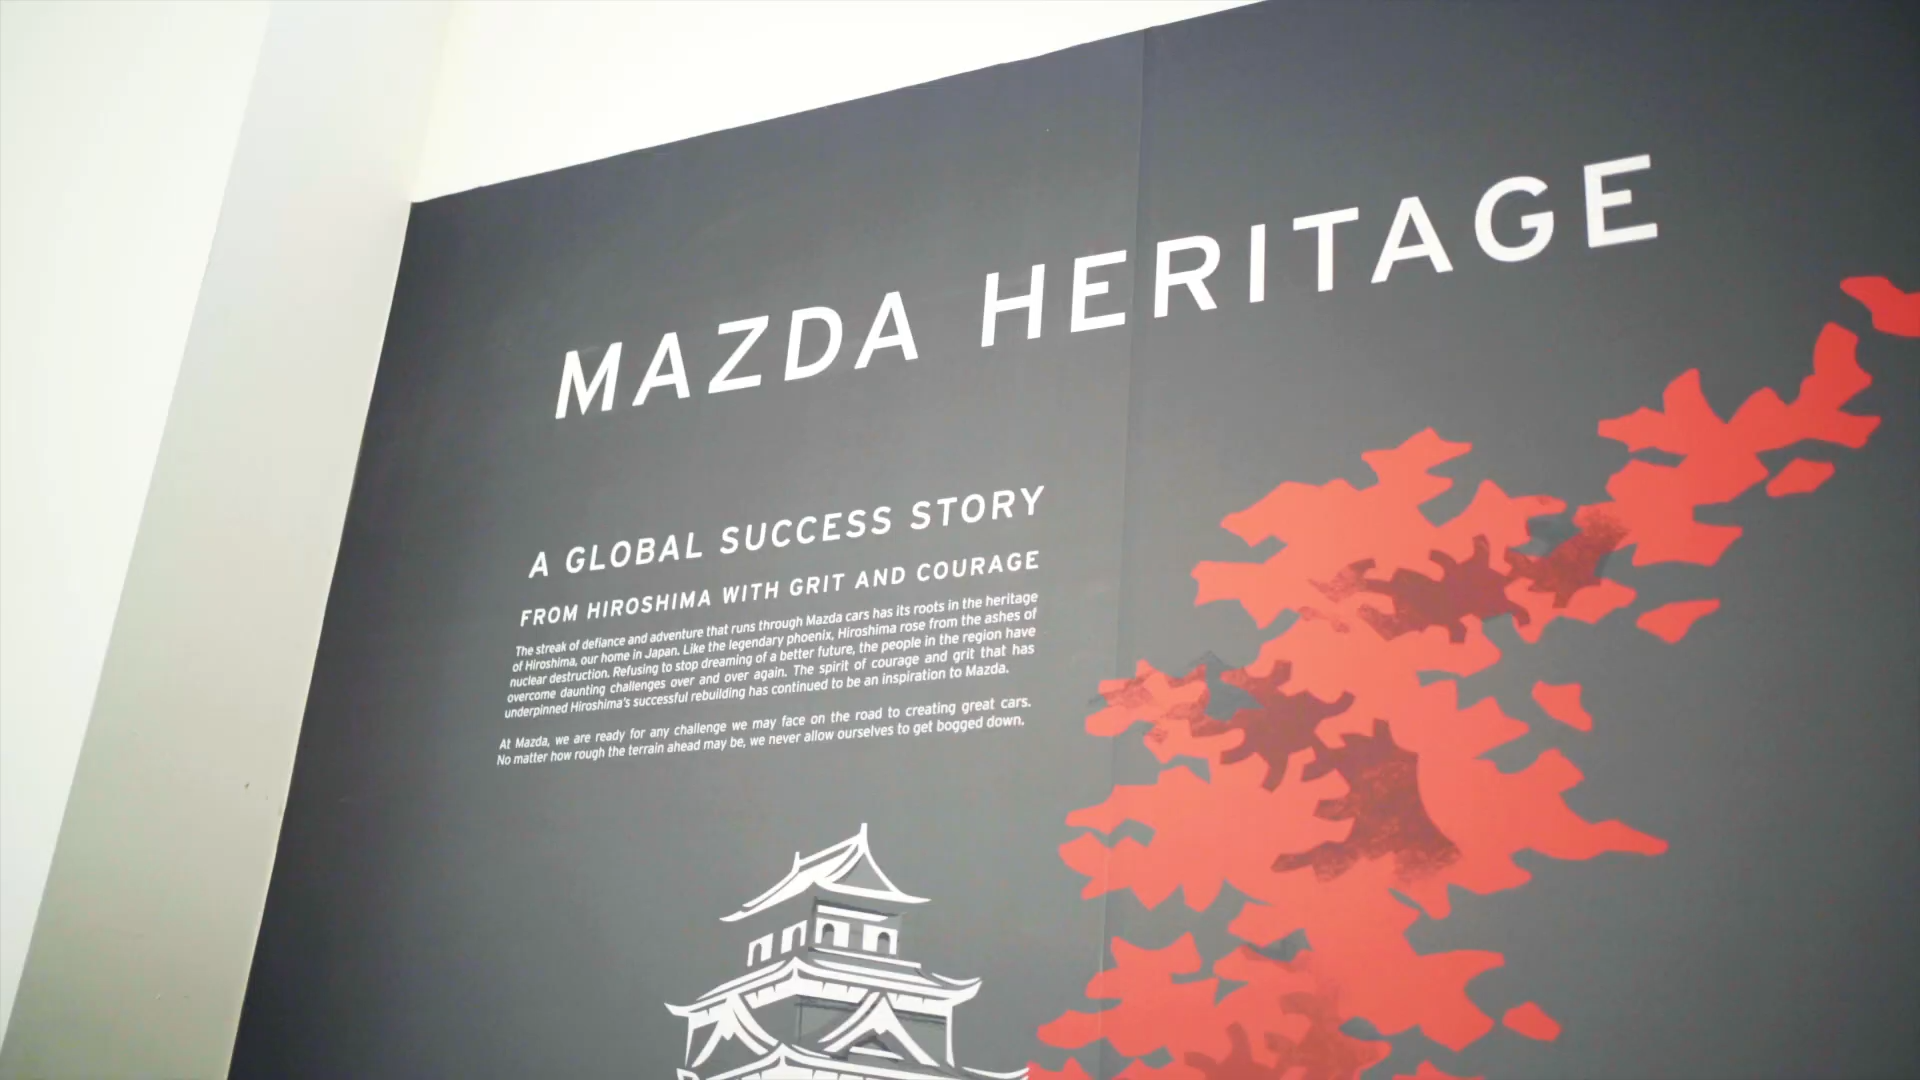 MAZDA HERITAGE
A GLOBAL SUCCESS STORY
FROM HIROSHIMA WITH GRIT AND COURAGE
The streak of defiance and adventure that runs through Mazda cars has its roots in the heritage
of Hiroshima, our home in Japan. Like the legendary phoenix, Hiroshima rose from the ashes of
nuclear destruction. Refusing to stop dreaming of a better future, the people in the region have
overcome daunting challenges over and over again. The spirit of courage and grit that has
underpinned Hiroshima's successful rebuilding has continued to be an inspiration to Mazda.
At Mazda, we are ready for any challenge we may face on the road to creating great cars.
No matter how rough the terrain ahead may be, we never allow ourselves to get bogged down.